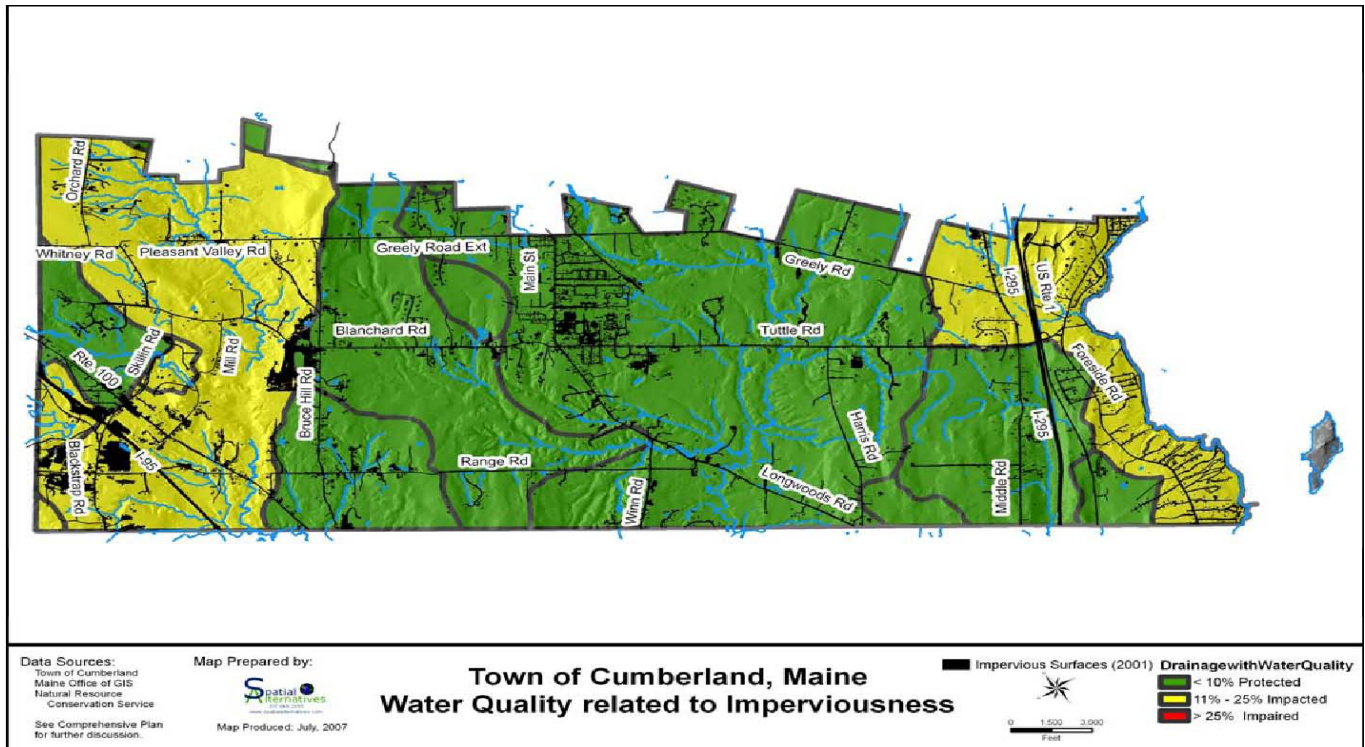 Orchard Rd
Whitney Rd
Pleasant Valley Rd
Greely Road Ext
Main St
Greely Rd
I-295
US Rte 1
Blanchard Rd
Tuttle Rd
Rte. 100
Skillin Rd
Mill Rd
Bruce Hill Rd
Foreside Rd
Harris Rd
I-295
Blackstrap Rd
I-95
Range Rd
Winn Rd
Longwoods Rd
Middle Rd
Data Sources:
Town of Cumberland
Maine Office of GIS
Natural Resource
Conservation Service
See Comprehensive Plan
for further discussion.
Map Prepared by:
Spatial
Alternatives
Map Produced: July, 2007
Town of Cumberland, Maine
Water Quality related to Imperviousness
Impervious Surfaces (2001)
0 1,500 3,000
Feet
DrainagewithWaterQuality
< 10% Protected
11% - 25% Impacted
> 25% Impaired